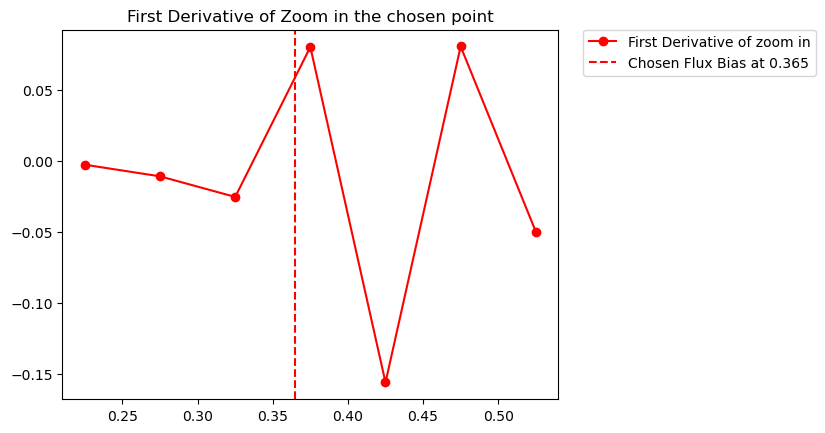 First Derivative of Zoom in the chosen point
First Derivative of zoom in
Chosen Flux Bias at 0.365
0.05
0.00
−0.05
−0.10
−0.15
0.25 0.30 0.35 0.40 0.45 0.50